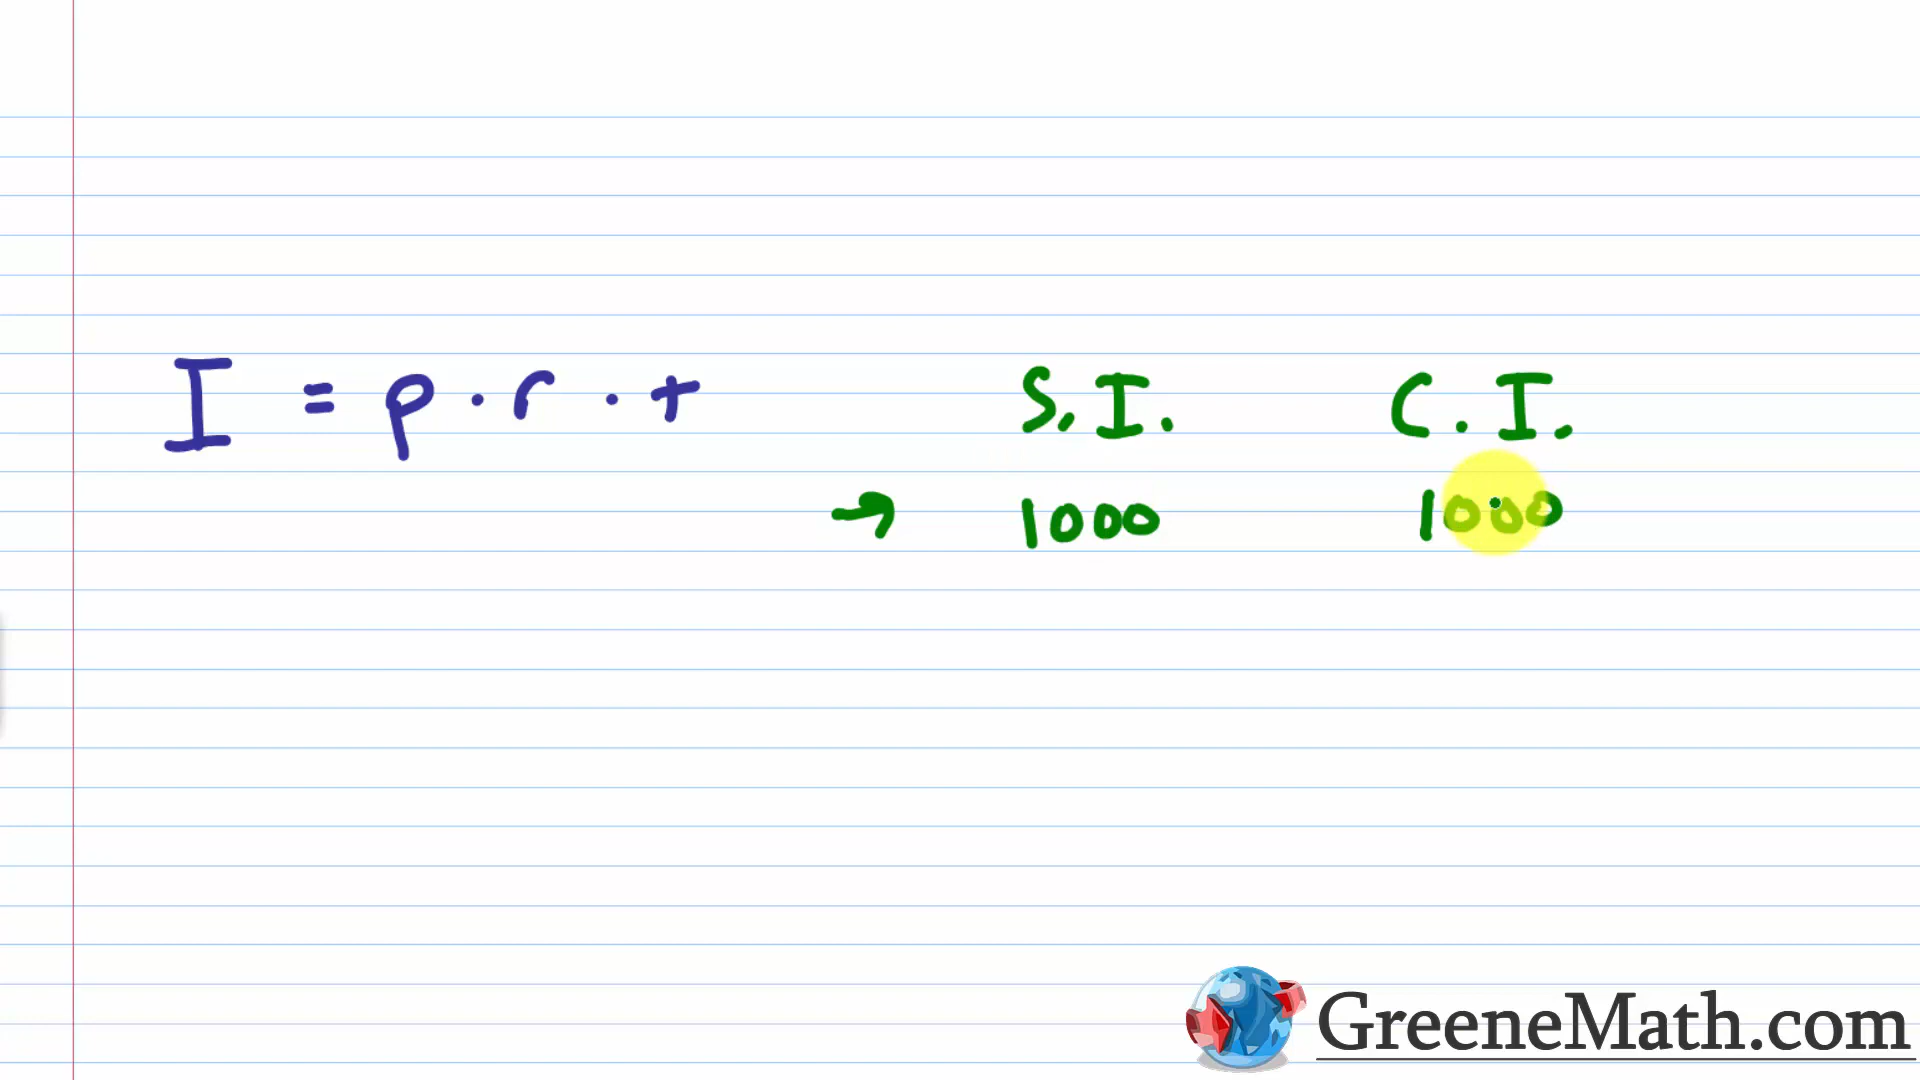 I = p · r · t
S.I. C.I.
→ 1000 1000
GreeneMath.com